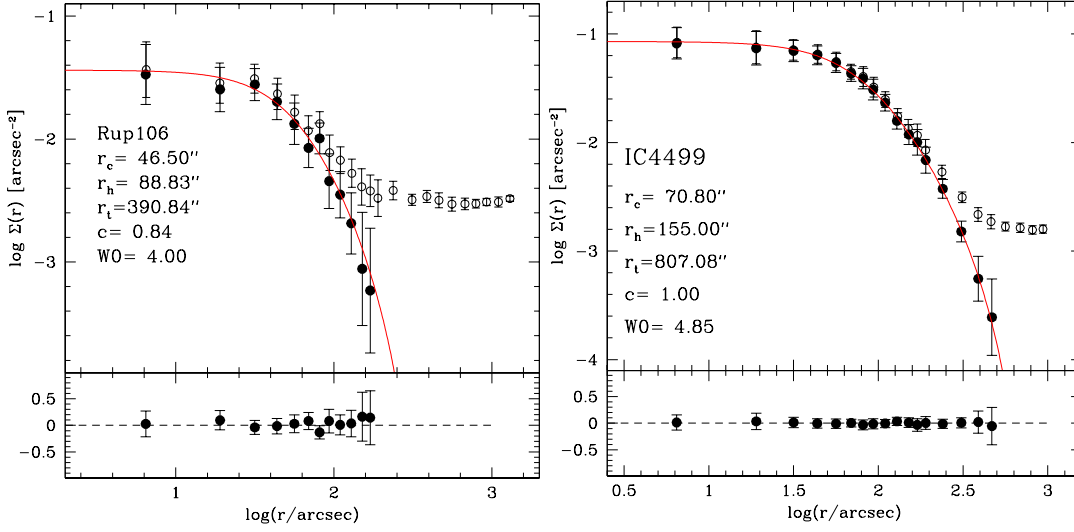 −1
−2
−3
log Σ(r) [arcsec⁻²]
Rup106
r_c= 46.50″
r_h= 88.83″
r_t=390.84″
c= 0.84
W0= 4.00
0.5
0
−0.5
1
2
3
log(r/arcsec)
−1
−2
−3
−4
log Σ(r) [arcsec⁻²]
IC4499
r_c= 70.80″
r_h=155.00″
r_t=807.08″
c= 1.00
W0= 4.85
0.5
0
−0.5
0.5
1
1.5
2
2.5
3
log(r/arcsec)